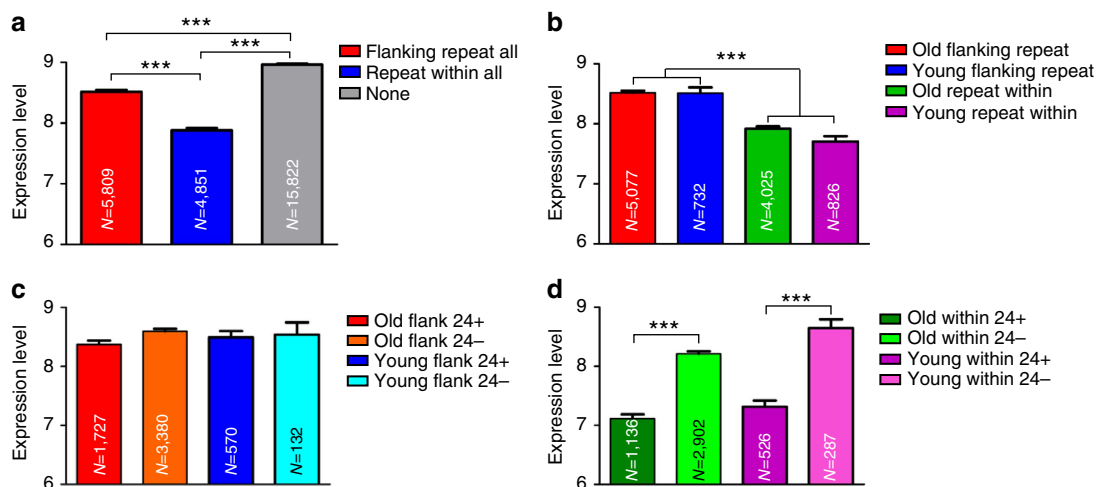 a
***
***
***
9
8
7
6
Expression level
N=5,809
N=4,851
N=15,822
Flanking repeat all
Repeat within all
None
b
***
9
8
7
6
Expression level
N=5,077
N=732
N=4,025
N=826
Old flanking repeat
Young flanking repeat
Old repeat within
Young repeat within
c
9
8
7
6
Expression level
N=1,727
N=3,380
N=570
N=132
Old flank 24+
Old flank 24–
Young flank 24+
Young flank 24–
d
***
***
9
8
7
6
Expression level
N=1,136
N=2,902
N=526
N=287
Old within 24+
Old within 24–
Young within 24+
Young within 24–